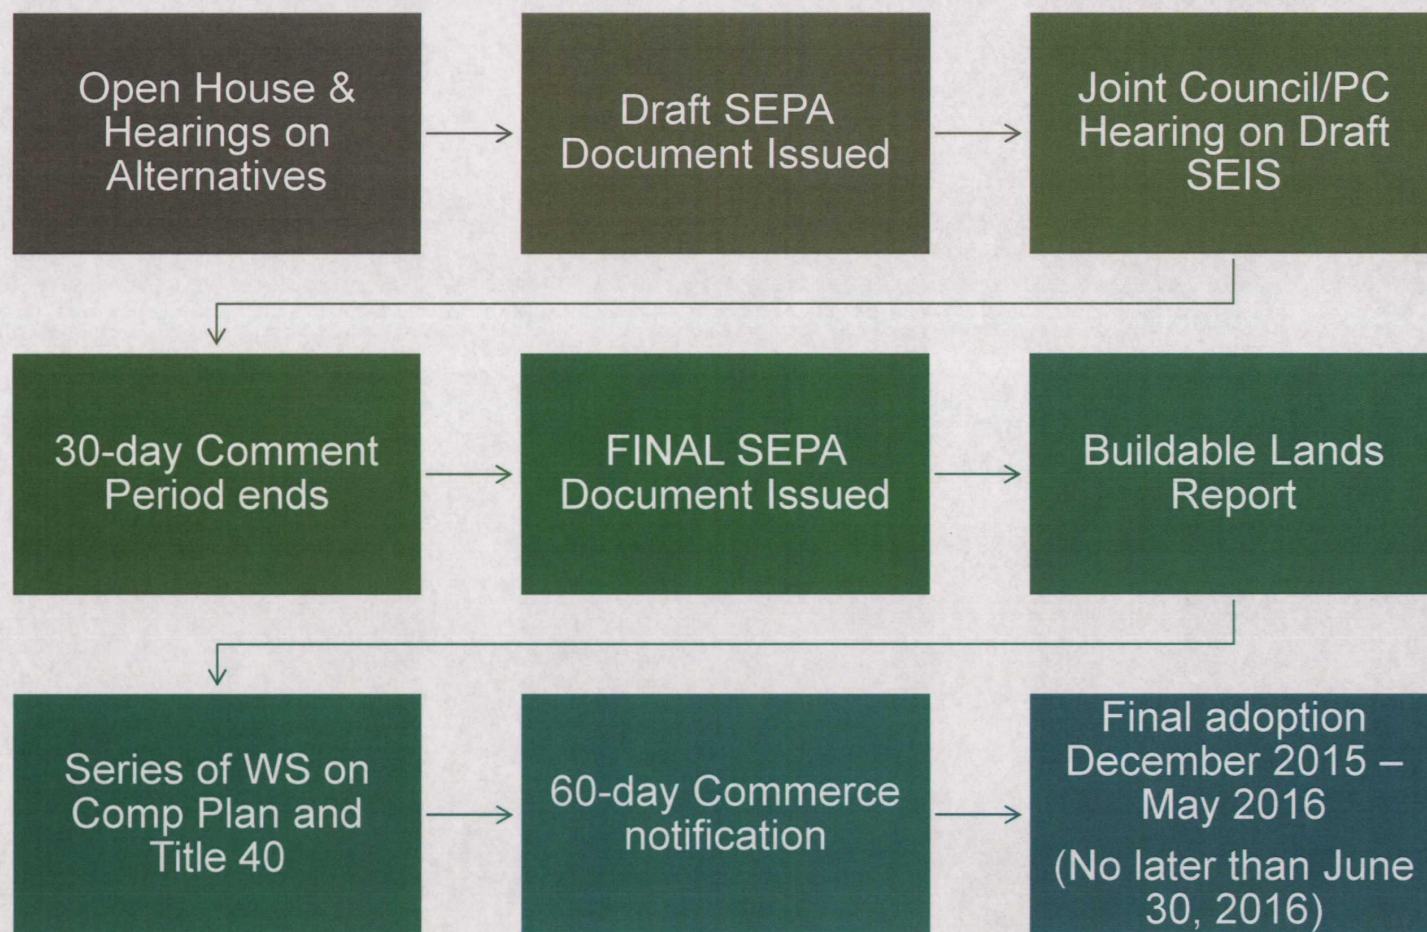 Open House &
Hearings on
Alternatives
Draft SEPA
Document Issued
Joint Council/PC
Hearing on Draft
SEIS
30-day Comment
Period ends
FINAL SEPA
Document Issued
Buildable Lands
Report
Series of WS on
Comp Plan and
Title 40
60-day Commerce
notification
Final adoption
December 2015 –
May 2016
(No later than June
30, 2016)